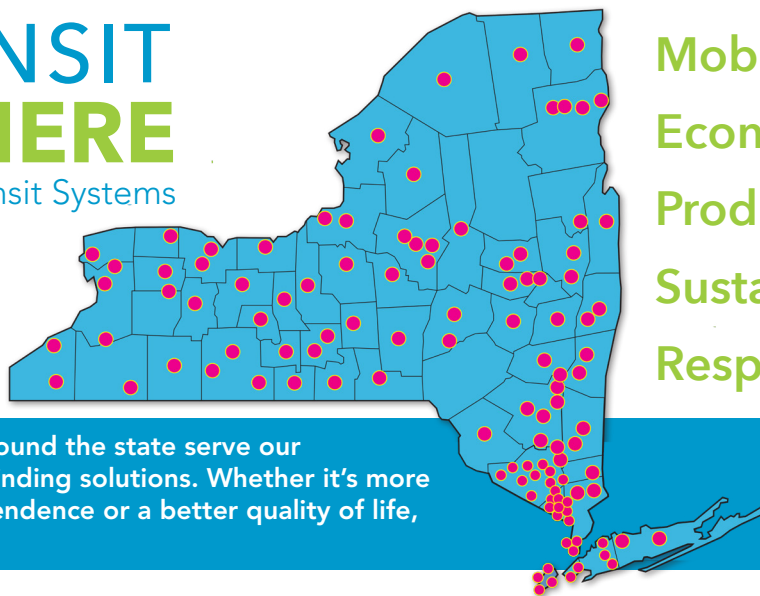 NSIT
HERE
nsit Systems
Mob
Econ
Prod
Susta
Resp
ound the state serve our
nding solutions. Whether it's more
endence or a better quality of life,